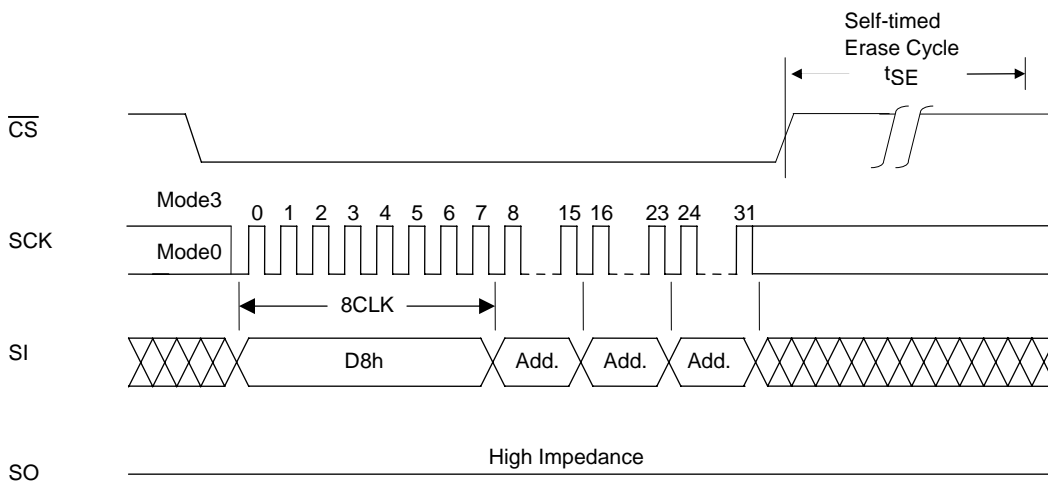 Self-timed
Erase Cycle
tSE
CS
Mode3
0 1 2 3 4 5 6 7 8 15 16 23 24 31
SCK
Mode0
8CLK
SI
D8h
Add.
Add.
Add.
High Impedance
SO